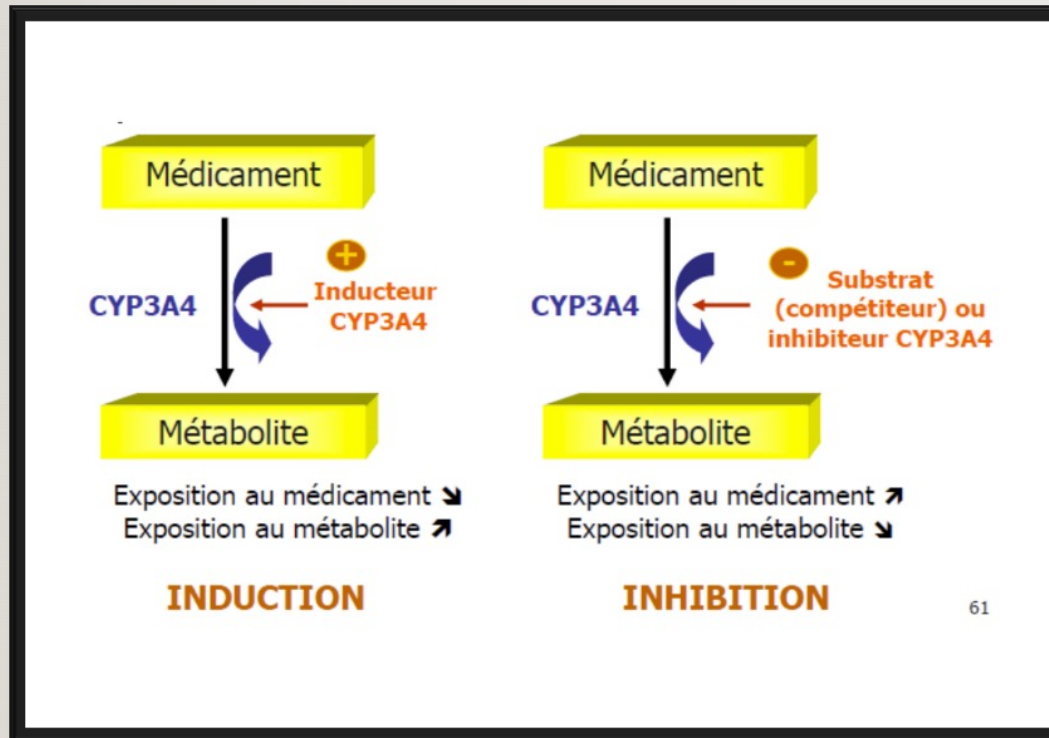 Médicament
CYP3A4
+
Inducteur
CYP3A4
Métabolite
Exposition au médicament ➘
Exposition au métabolite ➚
INDUCTION
Médicament
CYP3A4
-
Substrat
(compétiteur) ou
inhibiteur CYP3A4
Métabolite
Exposition au médicament ➚
Exposition au métabolite ➘
INHIBITION
61